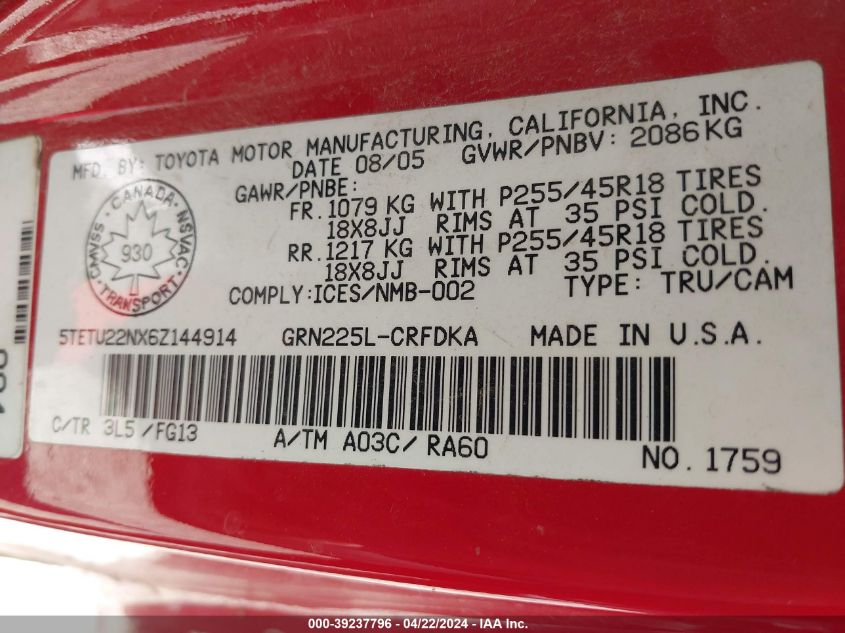 MFD. BY: TOYOTA MOTOR MANUFACTURING, CALIFORNIA, INC.
DATE 08/05 GVWR/PNBV: 2086KG
GAWR/PNBE:
FR. 1079 KG WITH P255/45R18 TIRES
18X8JJ RIMS AT 35 PSI COLD.
RR. 1217 KG WITH P255/45R18 TIRES
18X8JJ RIMS AT 35 PSI COLD.
COMPLY: ICES/NMB-002 TYPE: TRU/CAM
CANADA · NSVAC · TRANSPORT · CMVSS
930
5TETU22NX6Z144914 GRN225L-CRFDKA MADE IN U.S.A.
C/TR 3L5 /FG13 A/TM A03C/ RA60 NO. 1759
000-39237796 - 04/22/2024 - IAA Inc.